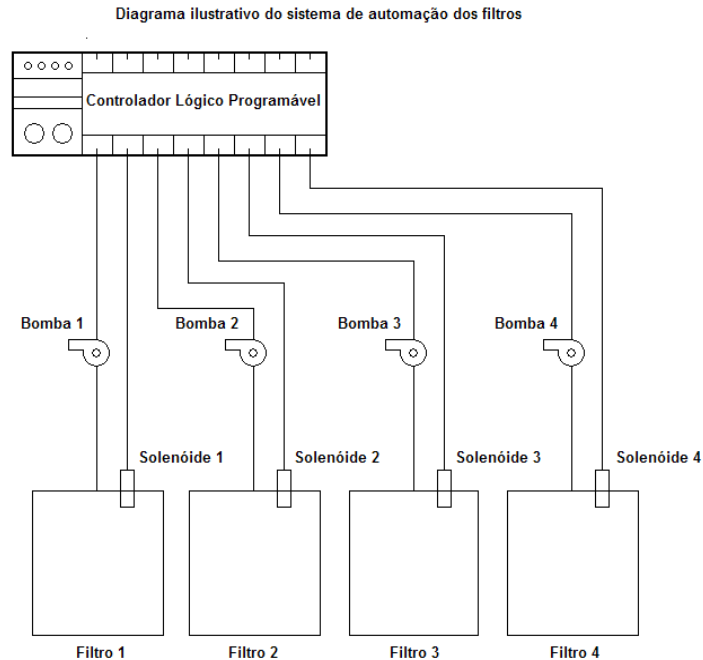 Diagrama ilustrativo do sistema de automação dos filtros
Controlador Lógico Programável
Bomba 1
Bomba 2
Bomba 3
Bomba 4
Solenóide 1
Solenóide 2
Solenóide 3
Solenóide 4
Filtro 1
Filtro 2
Filtro 3
Filtro 4